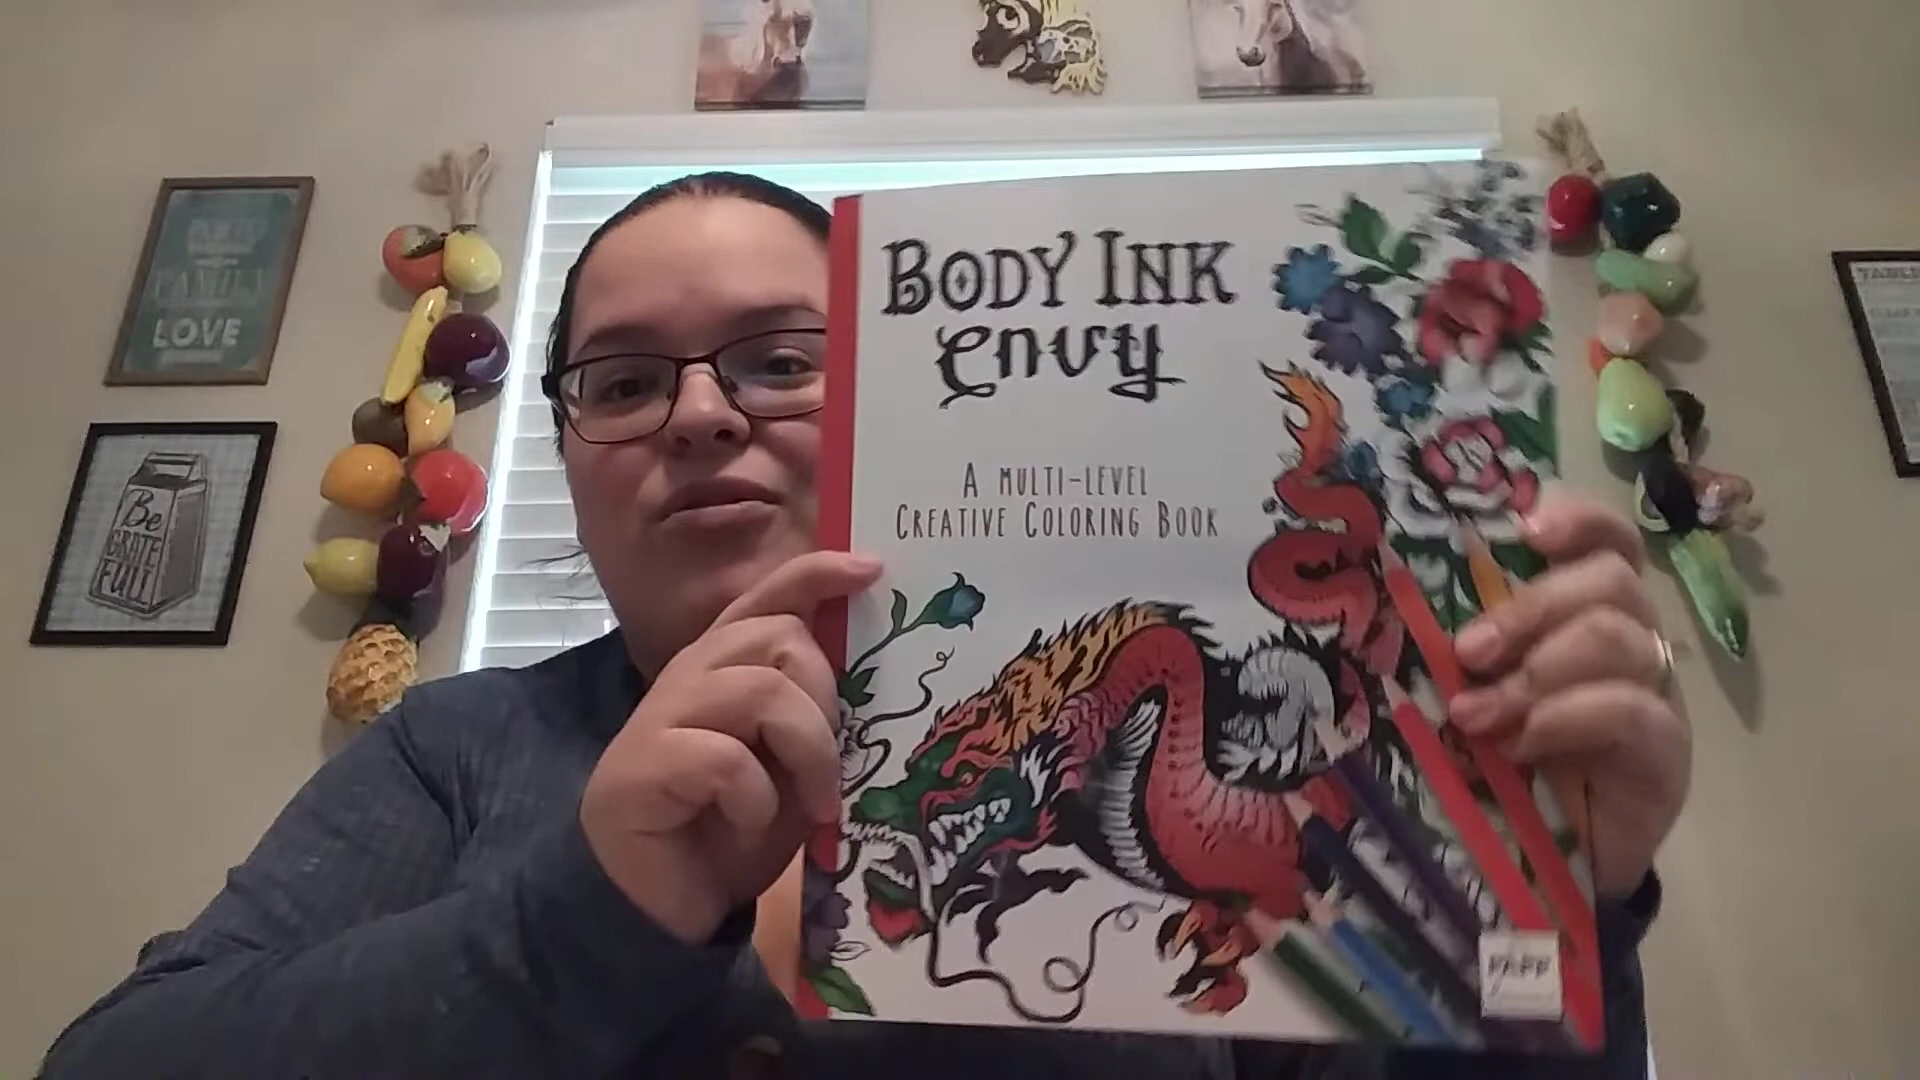 BODY INK
envy
A MULTI-LEVEL
CREATIVE COLORING BOOK
FAMILY
LOVE
Be
GRATE
FULL